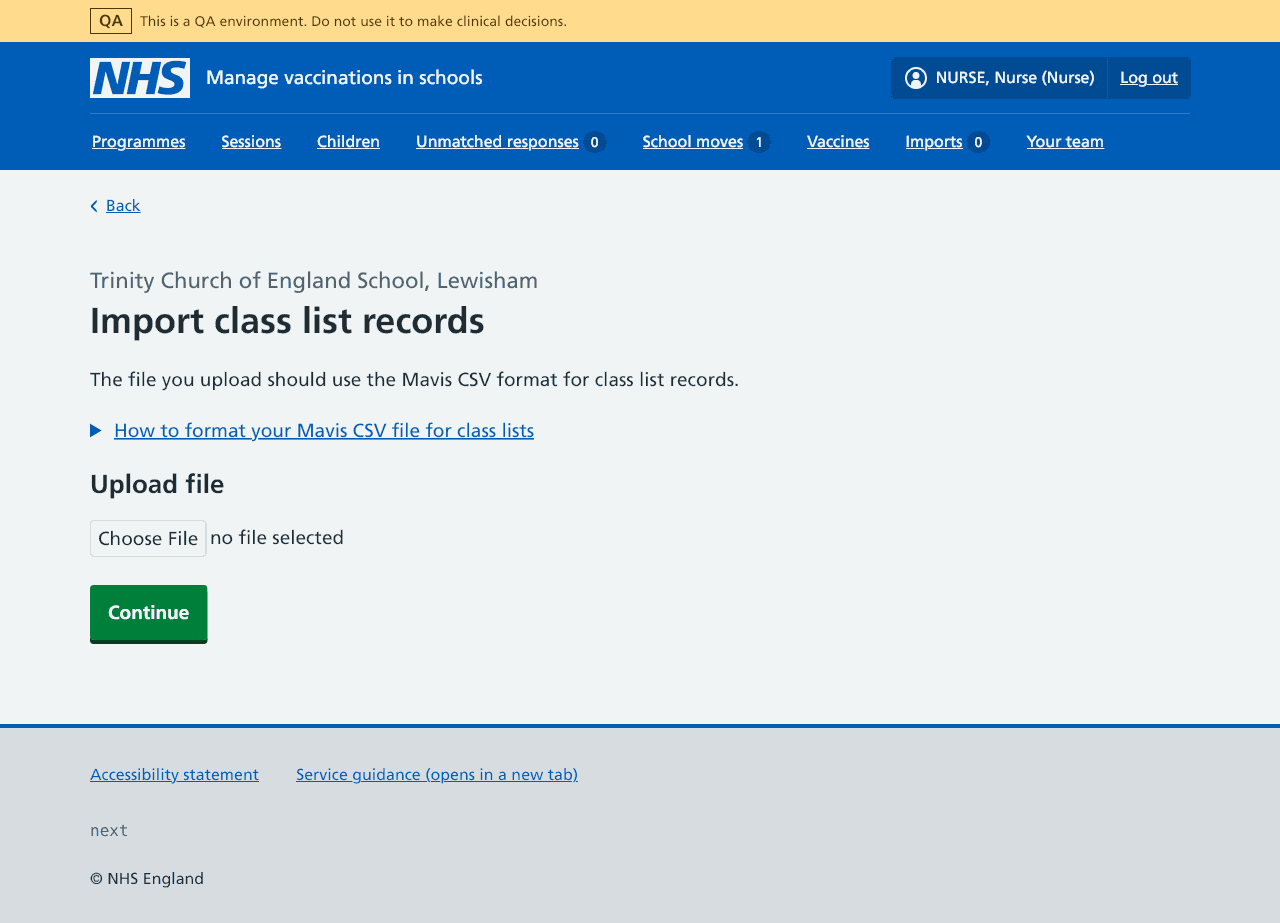 QA This is a QA environment. Do not use it to make clinical decisions.
NHS Manage vaccinations in schools NURSE, Nurse (Nurse) Log out
Programmes Sessions Children Unmatched responses 0 School moves 1 Vaccines Imports 0 Your team
Back
Trinity Church of England School, Lewisham
Import class list records
The file you upload should use the Mavis CSV format for class list records.
How to format your Mavis CSV file for class lists
Upload file
Choose File no file selected
Continue
Accessibility statement Service guidance (opens in a new tab)
next
© NHS England